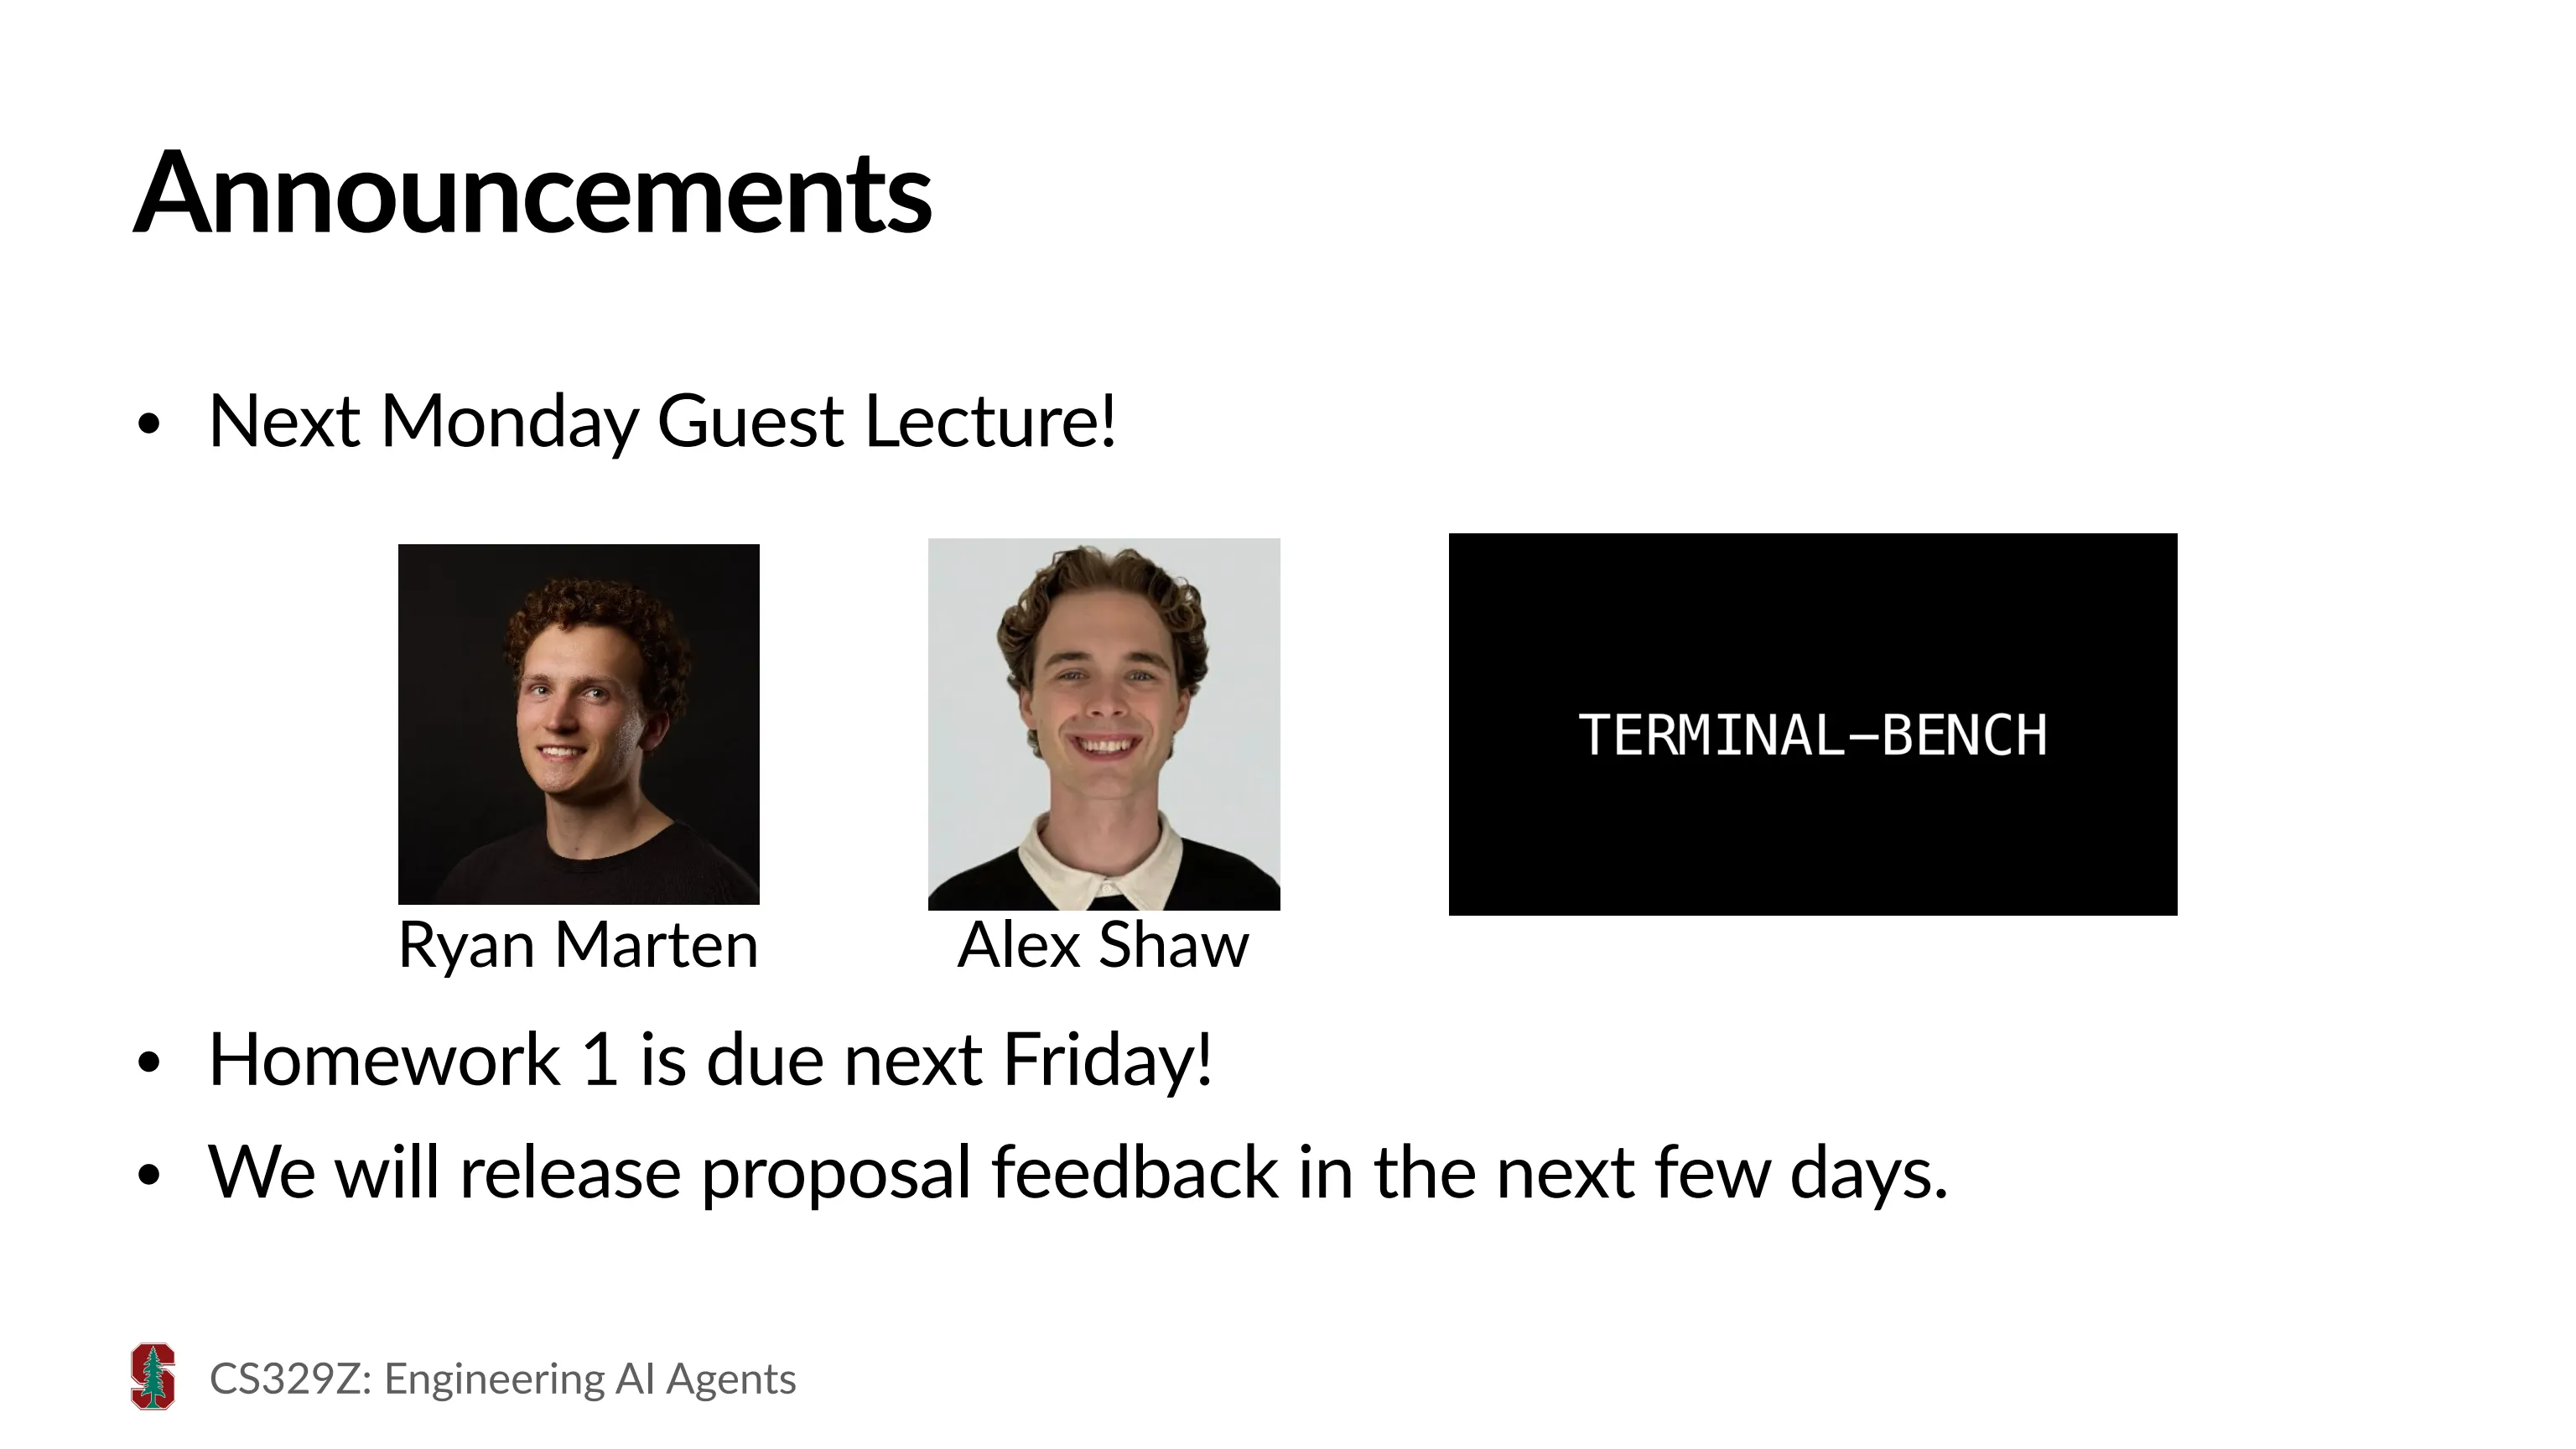 Announcements
• Next Monday Guest Lecture!
TERMINAL-BENCH
Ryan Marten
Alex Shaw
• Homework 1 is due next Friday!
• We will release proposal feedback in the next few days.
CS329Z: Engineering AI Agents